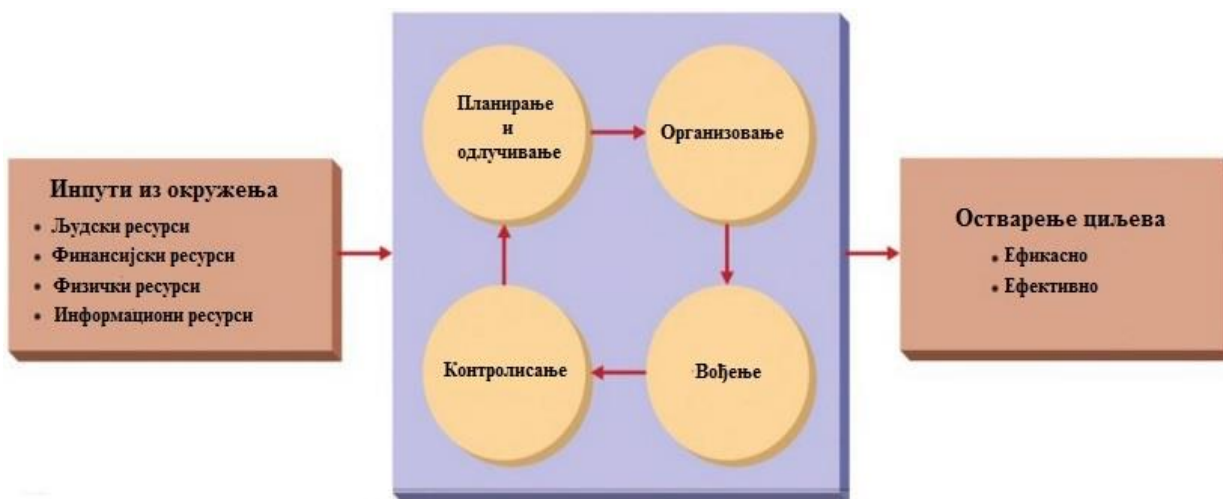 Инпути из окружења
• Људски ресурси
• Финансијски ресурси
• Физички ресурси
• Информациони ресурси
Планирање
и
одлучивање
Организовање
Контролисање
Вођење
Остварење циљева
• Ефикасно
• Ефективно